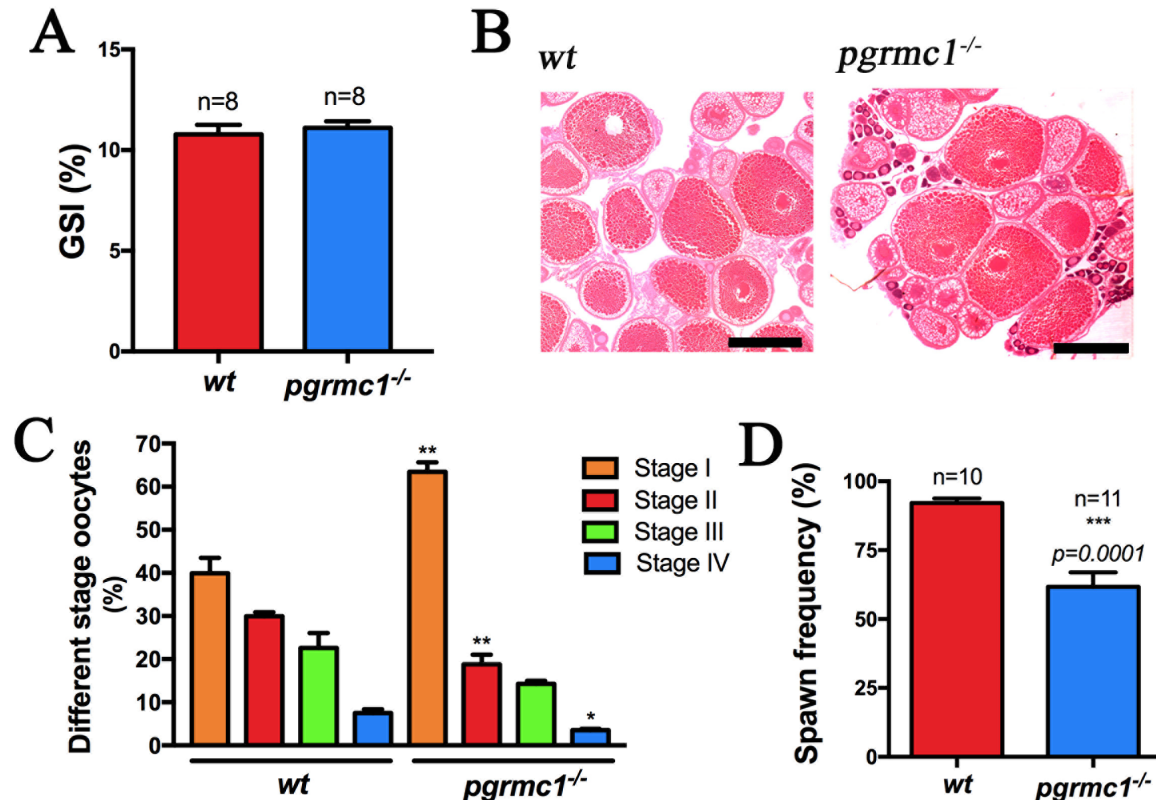 A
GSI (%)
15
10
5
0
n=8
n=8
wt
pgrmc1-/-
B
wt
pgrmc1-/-
C
Different stage oocytes
(%)
70
60
50
40
30
20
10
0
**
**
*
Stage I
Stage II
Stage III
Stage IV
wt
pgrmc1-/-
D
Spawn frequency (%)
100
75
50
25
0
n=10
n=11
***
p=0.0001
wt
pgrmc1-/-